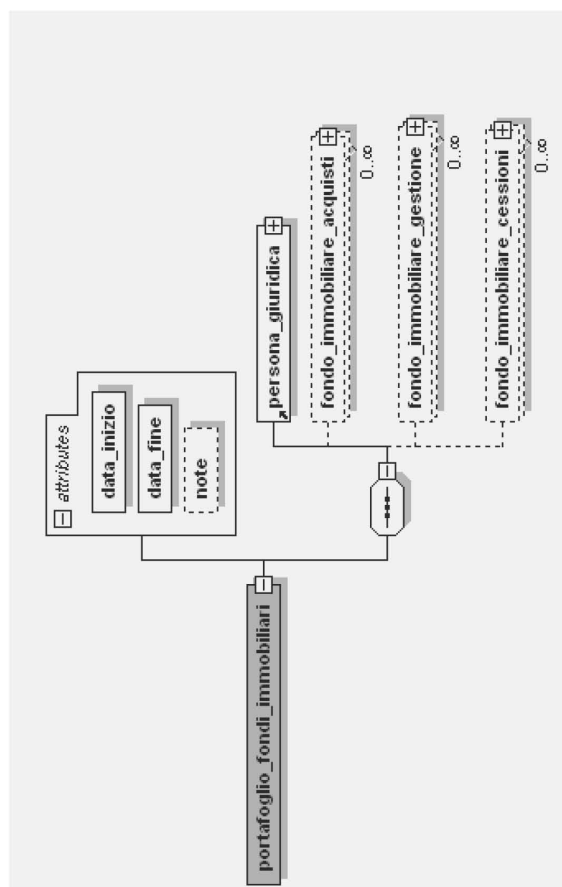 portafoglio_fondi_immobiliari
attributes
data_inizio
data_fine
note
persona_giuridica
fondo_immobiliare_acquisti
0..∞
fondo_immobiliare_gestione
0..∞
fondo_immobiliare_cessioni
0..∞